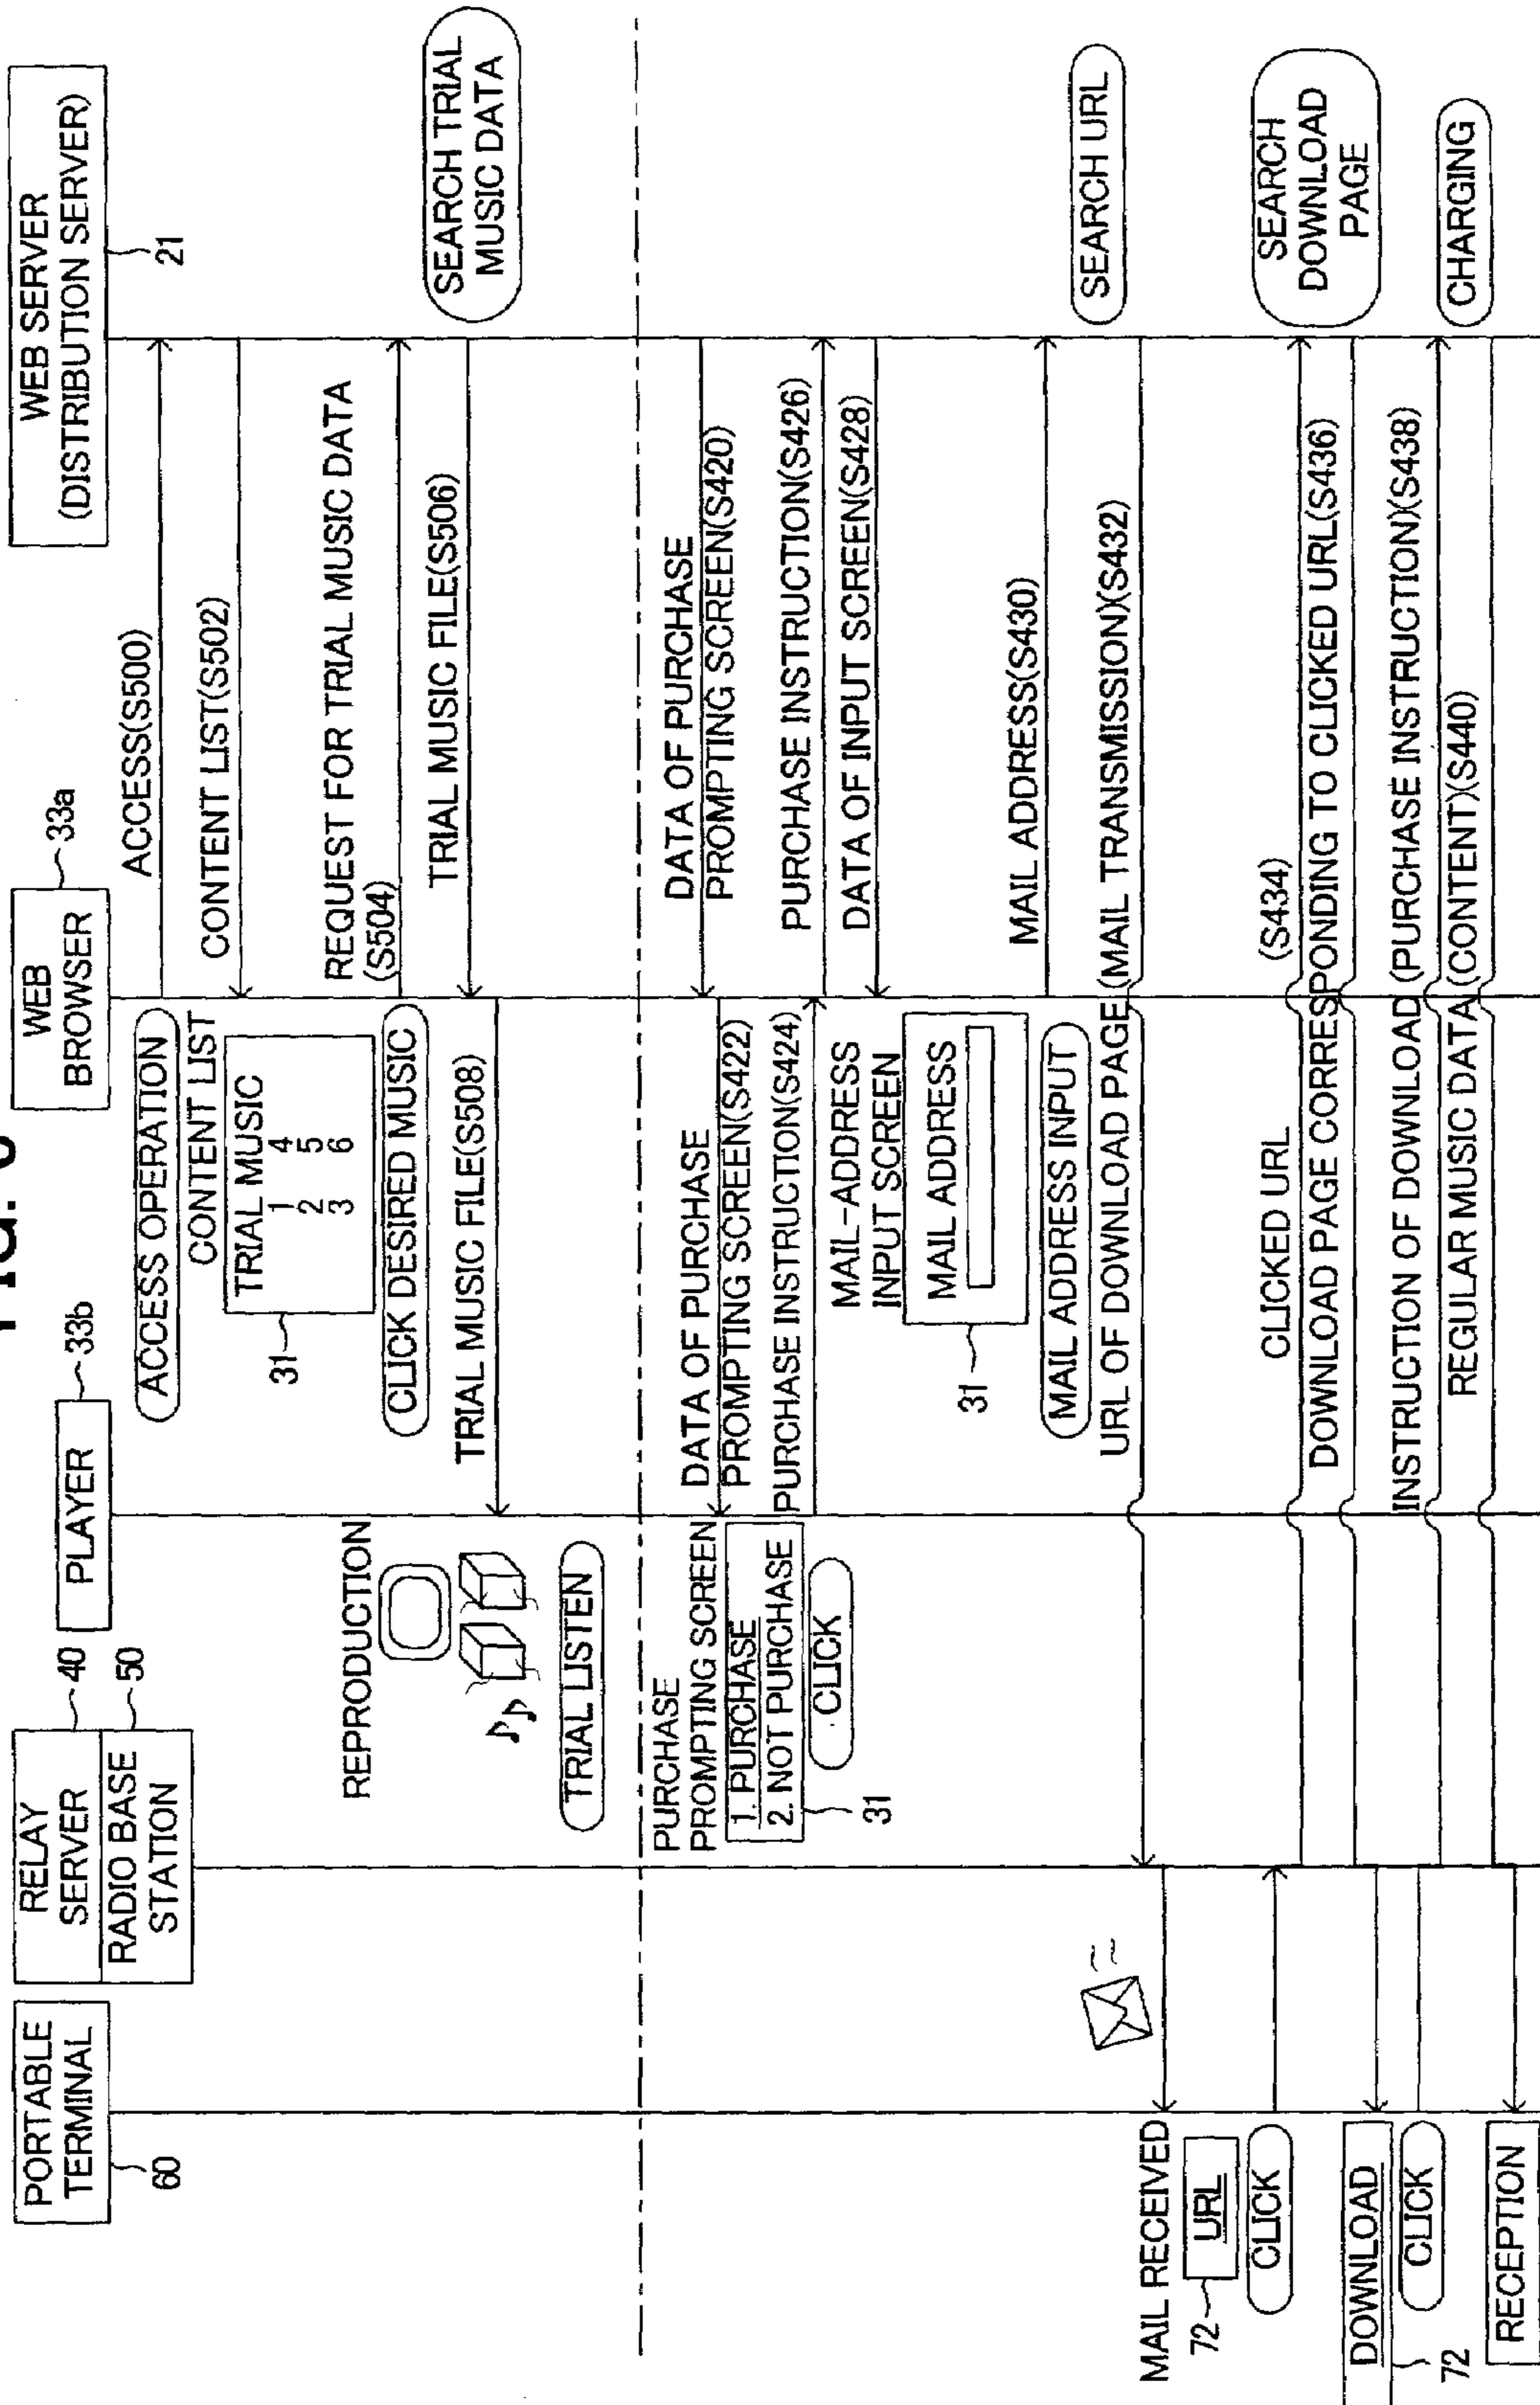 PORTABLE
TERMINAL
60
RELAY
SERVER
40
RADIO BASE
STATION
50
PLAYER
33b
WEB
BROWSER
33a
WEB SERVER
(DISTRIBUTION SERVER)
21
ACCESS OPERATION
ACCESS(S500)
CONTENT LIST
CONTENT LIST(S502)
TRIAL MUSIC
1 4
2 5
3 6
31
REQUEST FOR TRIAL MUSIC DATA
(S504)
CLICK DESIRED MUSIC
SEARCH TRIAL
MUSIC DATA
TRIAL MUSIC FILE(S506)
TRIAL MUSIC FILE(S508)
REPRODUCTION
TRIAL LISTEN
DATA OF PURCHASE
PROMPTING SCREEN(S420)
DATA OF PURCHASE
PROMPTING SCREEN(S422)
PURCHASE
PROMPTING SCREEN
1. PURCHASE
2. NOT PURCHASE
31
CLICK
PURCHASE INSTRUCTION(S424)
PURCHASE INSTRUCTION(S426)
DATA OF INPUT SCREEN(S428)
MAIL-ADDRESS
INPUT SCREEN
MAIL ADDRESS
31
MAIL ADDRESS INPUT
MAIL ADDRESS(S430)
SEARCH URL
URL OF DOWNLOAD PAGE (MAIL TRANSMISSION)(S432)
MAIL RECEIVED
URL
72
CLICK
CLICKED URL (S434)
SEARCH
DOWNLOAD
PAGE
DOWNLOAD PAGE CORRESPONDING TO CLICKED URL(S436)
DOWNLOAD
72
CLICK
INSTRUCTION OF DOWNLOAD (PURCHASE INSTRUCTION)(S438)
CHARGING
REGULAR MUSIC DATA (CONTENT)(S440)
RECEPTION